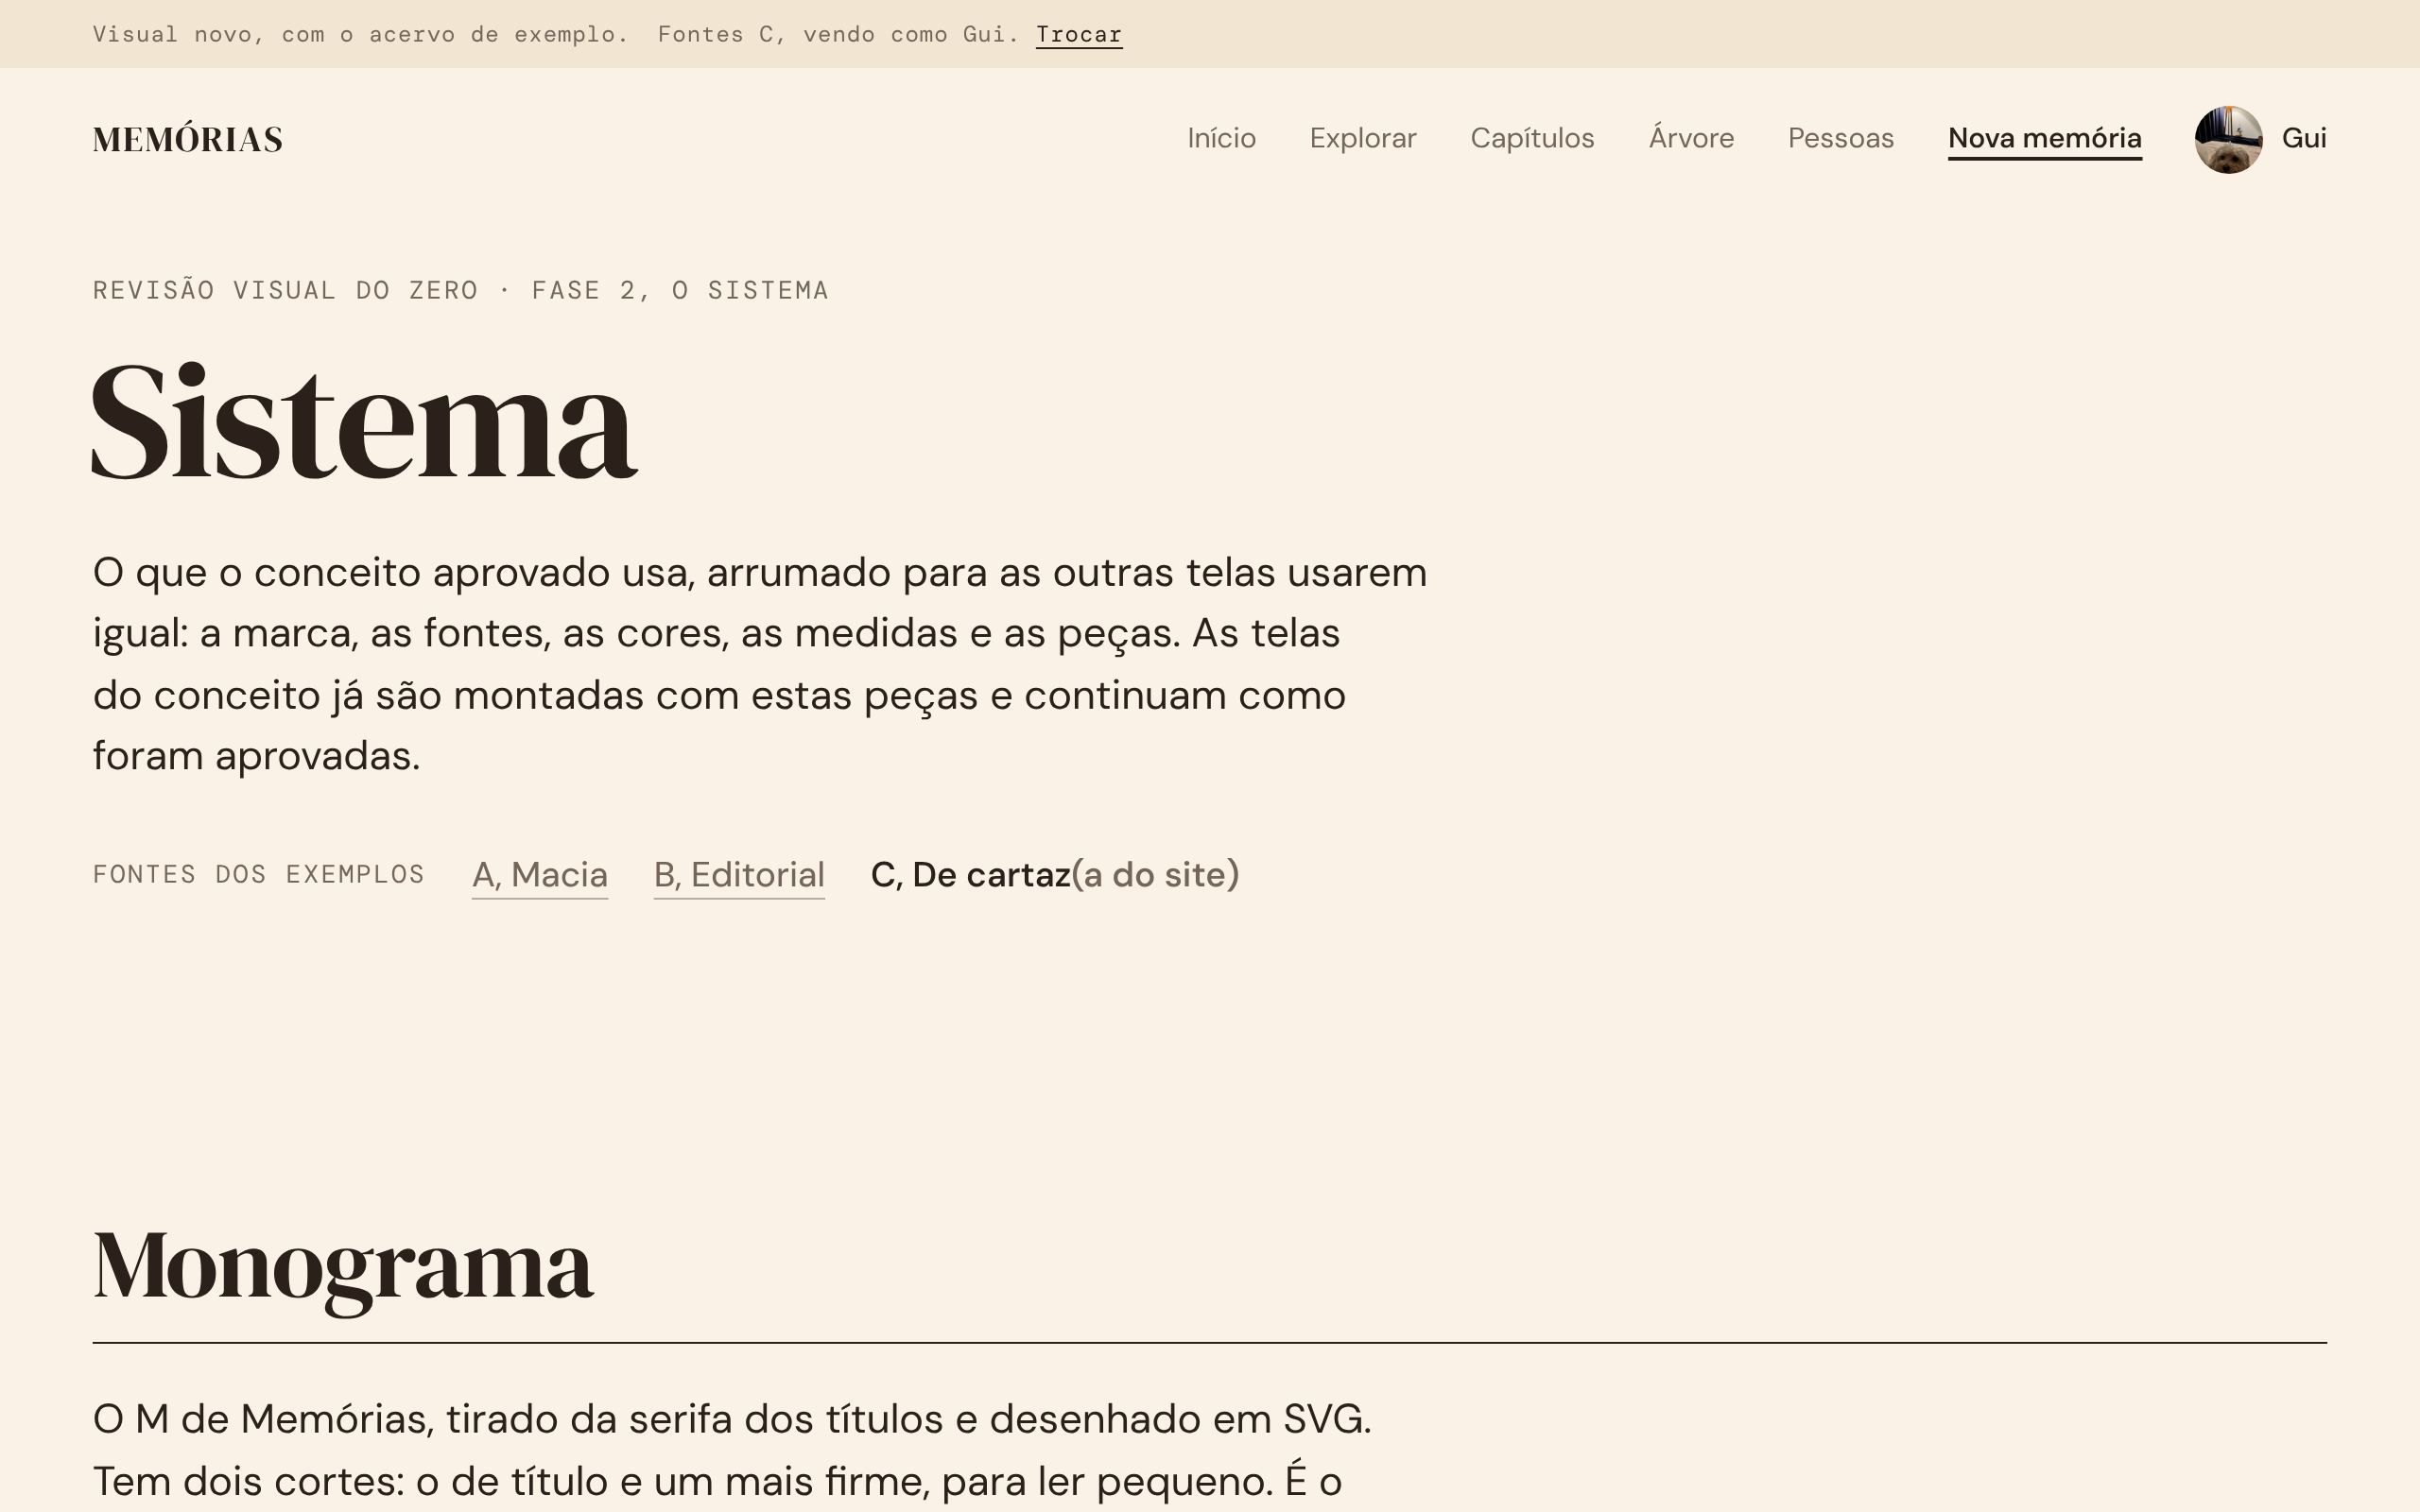 Visual novo, com o acervo de exemplo. Fontes C, vendo como Gui. Trocar
MEMÓRIAS
Início Explorar Capítulos Árvore Pessoas Nova memória Gui
REVISÃO VISUAL DO ZERO · FASE 2, O SISTEMA
Sistema
O que o conceito aprovado usa, arrumado para as outras telas usarem
igual: a marca, as fontes, as cores, as medidas e as peças. As telas
do conceito já são montadas com estas peças e continuam como
foram aprovadas.
FONTES DOS EXEMPLOS A, Macia B, Editorial C, De cartaz(a do site)
Monograma
O M de Memórias, tirado da serifa dos títulos e desenhado em SVG.
Tem dois cortes: o de título e um mais firme, para ler pequeno. É o